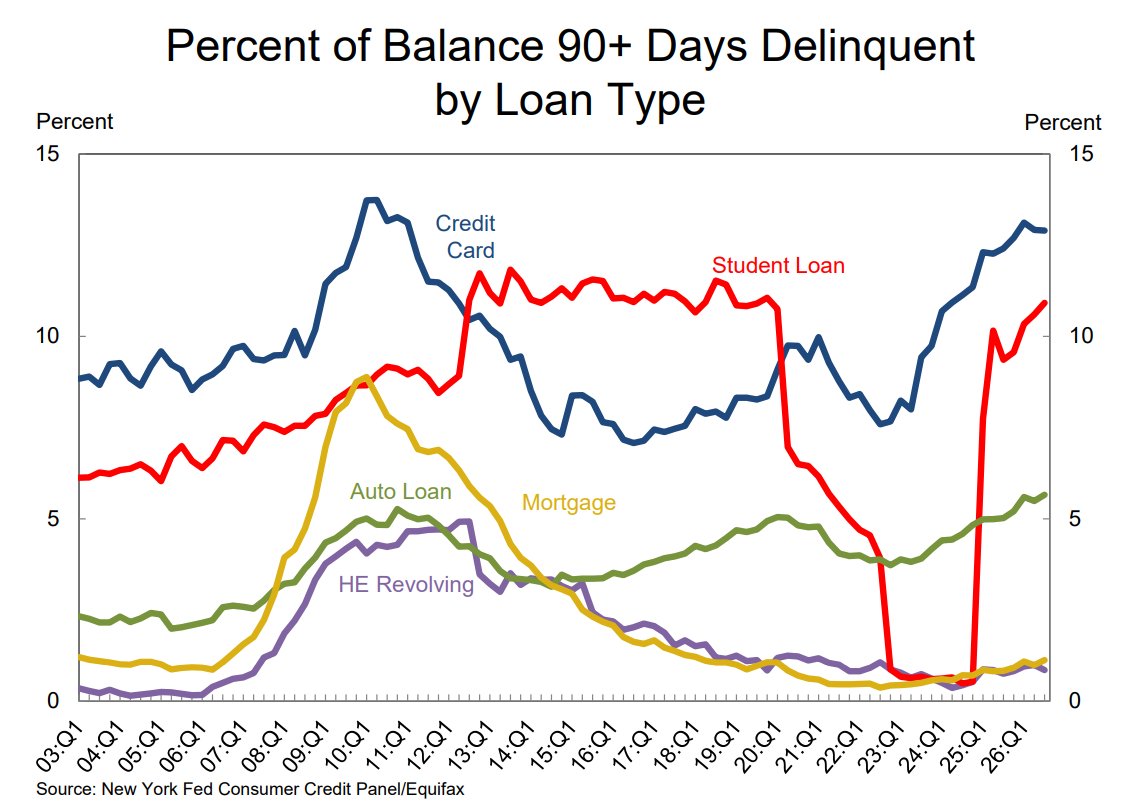 Percent of Balance 90+ Days Delinquent
by Loan Type
Percent
Percent
15
15
Credit
Card
Student Loan
10
10
Auto Loan
Mortgage
5
5
HE Revolving
0
0
03:Q1
04:Q1
05:Q1
06:Q1
07:Q1
08:Q1
09:Q1
10:Q1
11:Q1
12:Q1
13:Q1
14:Q1
15:Q1
16:Q1
17:Q1
18:Q1
19:Q1
20:Q1
21:Q1
22:Q1
23:Q1
24:Q1
25:Q1
26:Q1
Source: New York Fed Consumer Credit Panel/Equifax